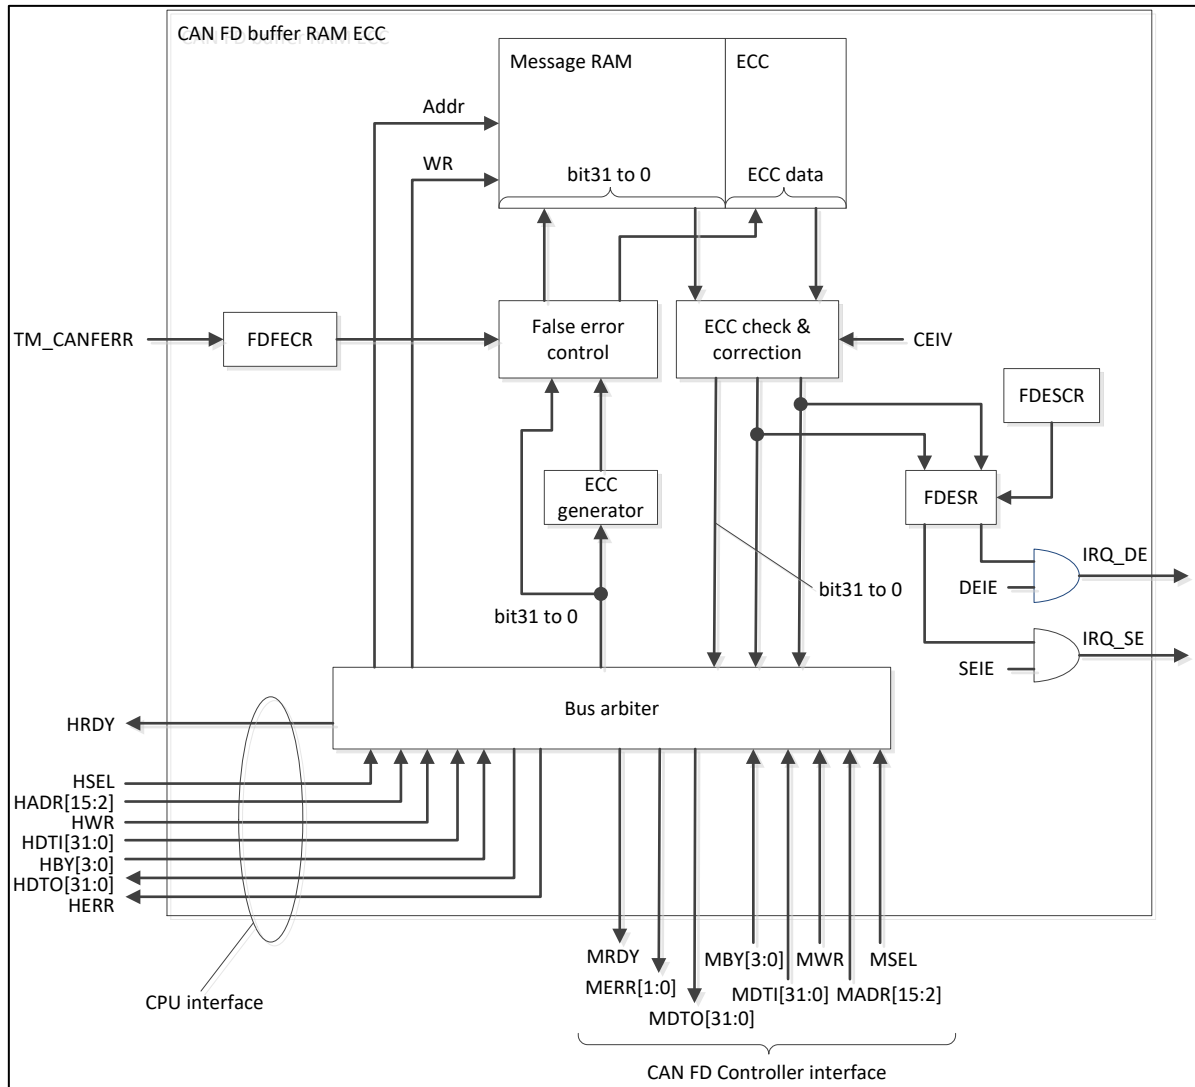 CAN FD buffer RAM ECC
Message RAM
ECC
Addr
WR
bit31 to 0
ECC data
TM_CANFERR
FDFECR
False error
control
ECC check &
correction
CEIV
FDESCR
ECC
generator
FDESR
bit31 to 0
bit31 to 0
IRQ_DE
DEIE
IRQ_SE
SEIE
Bus arbiter
HRDY
HSEL
HADR[15:2]
HWR
HDTI[31:0]
HBY[3:0]
HDTO[31:0]
HERR
CPU interface
MRDY
MERR[1:0]
MDTO[31:0]
MBY[3:0]
MDTI[31:0]
MWR
MADR[15:2]
MSEL
CAN FD Controller interface